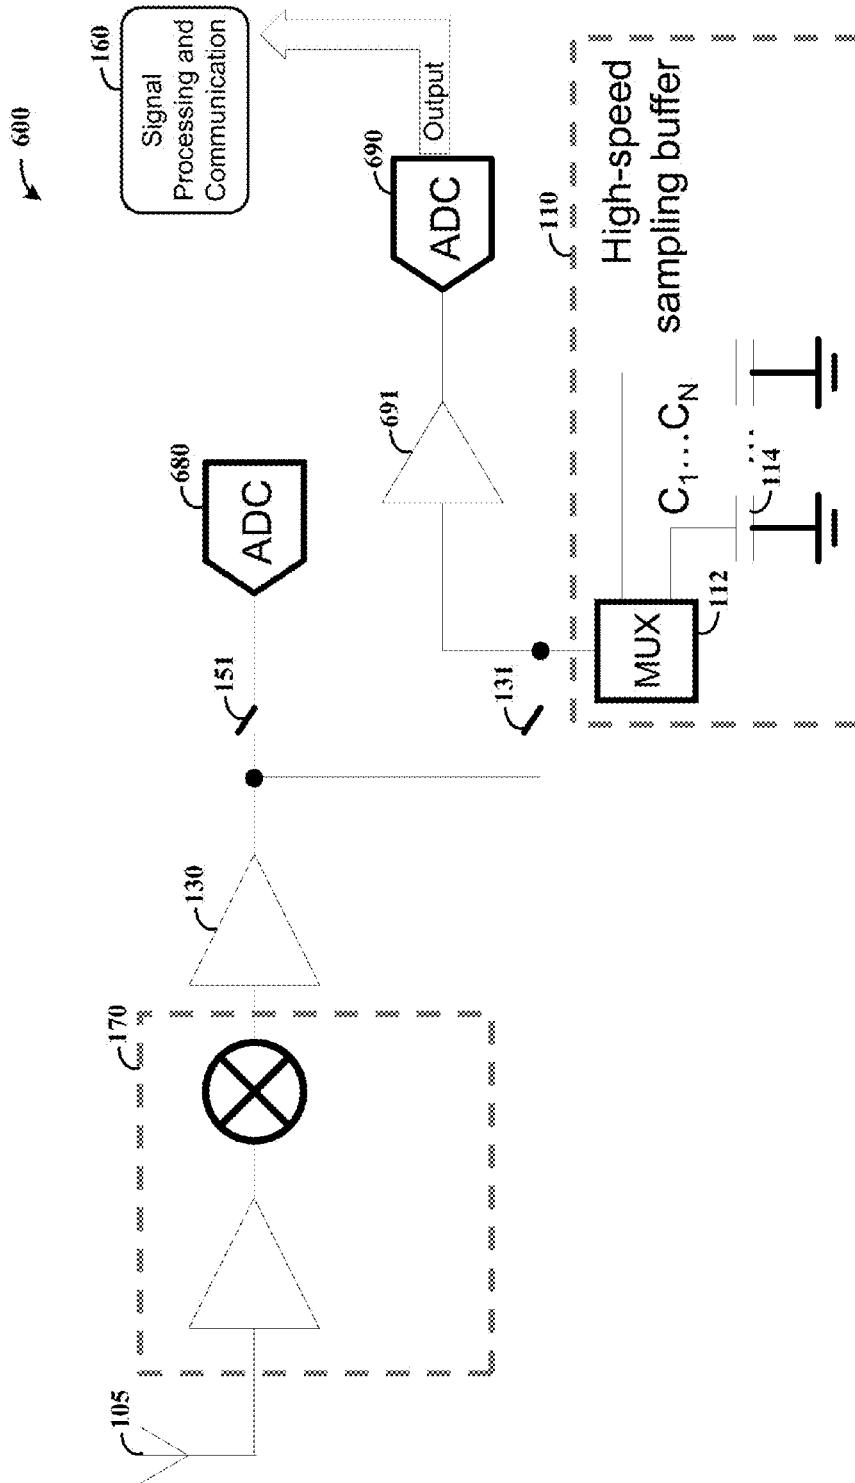 600
160
Signal
Processing and
Communication
Output
690
ADC
680
ADC
691
151
131
130
170
105
110
High-speed
sampling buffer
C1...CN
...
114
112
MUX